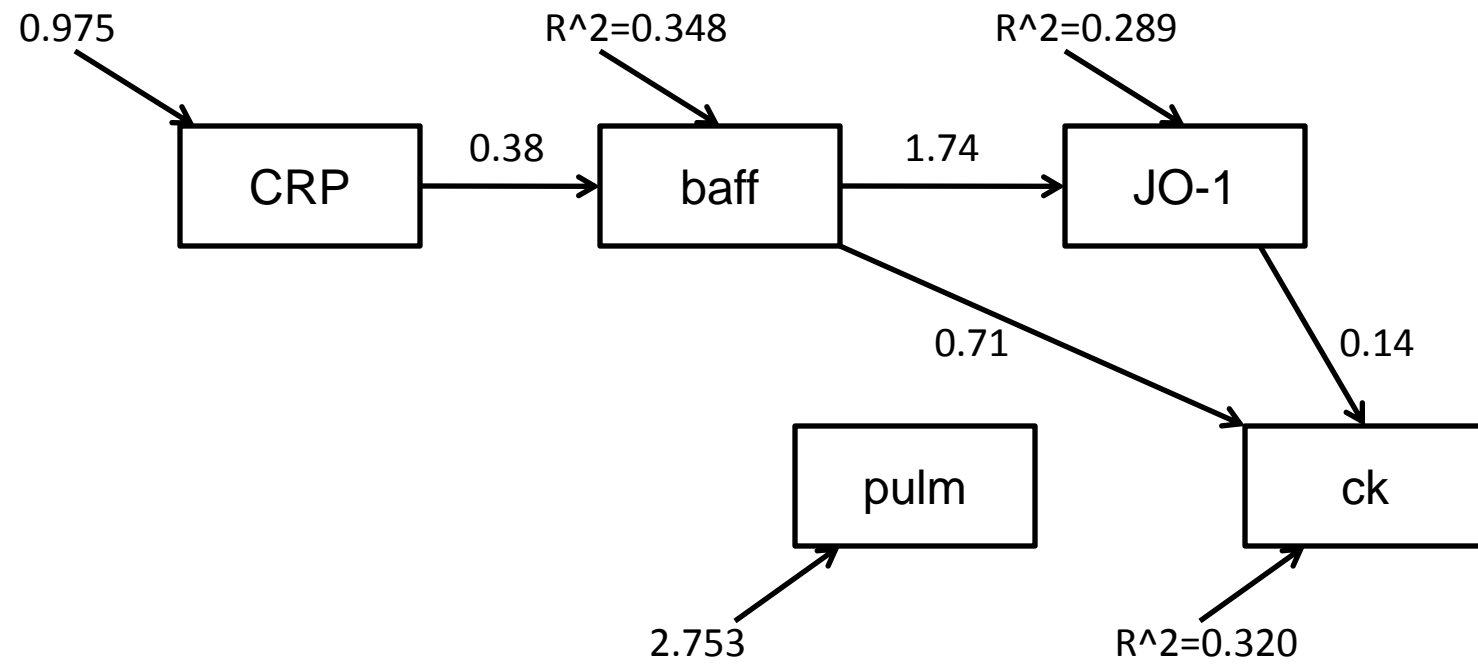 0.975
R^2=0.348
R^2=0.289
0.38
1.74
CRP
baff
JO-1
0.71
0.14
pulm
ck
2.753
R^2=0.320